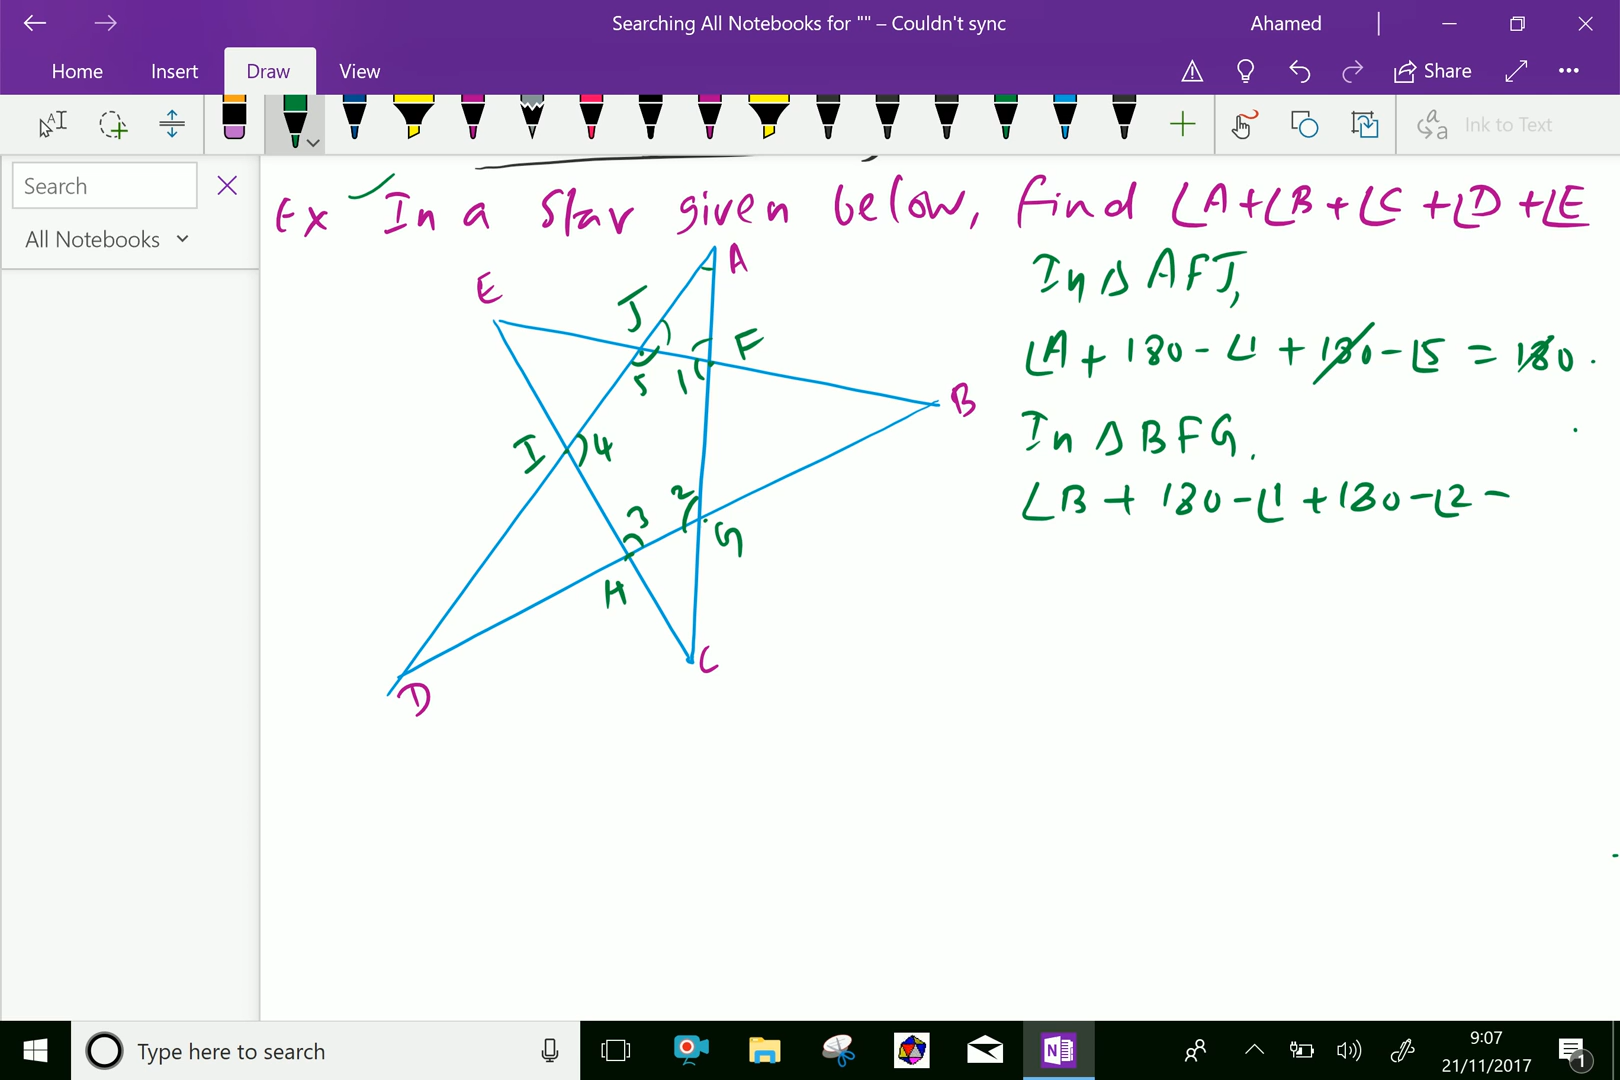 Searching All Notebooks for "" – Couldn't sync
Ahamed
Home Insert Draw View
Share
Ink to Text
Search
All Notebooks
Ex In a star given below, find ∠A+∠B+∠C+∠D+∠E
A
E
J
F
5 1
B
I 4
2
3
G
H
C
D
In Δ AFJ,
∠A + 180 - ∠1 + 180 - ∠5 = 180.
In Δ BFG.
∠B + 180 - ∠1 + 180 - ∠2 =
Type here to search
9:07
21/11/2017
1